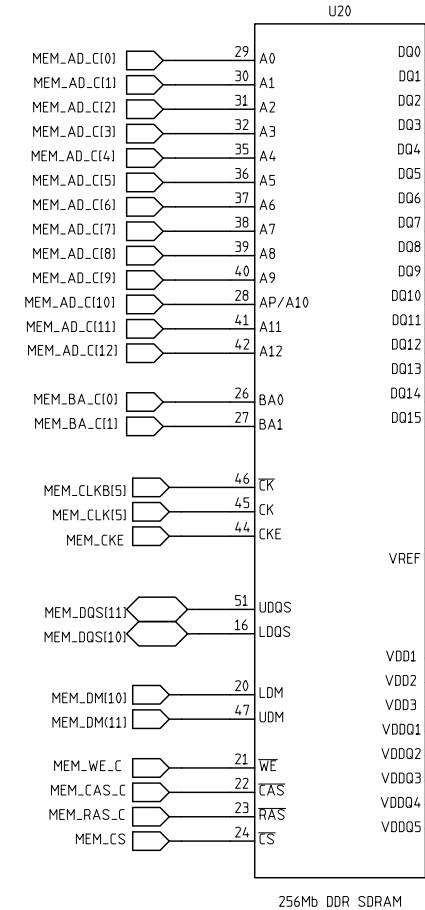 U20
MEM_AD_C[0] 29 A0 DQ0
MEM_AD_C[1] 30 A1 DQ1
MEM_AD_C[2] 31 A2 DQ2
MEM_AD_C[3] 32 A3 DQ3
MEM_AD_C[4] 35 A4 DQ4
MEM_AD_C[5] 36 A5 DQ5
MEM_AD_C[6] 37 A6 DQ6
MEM_AD_C[7] 38 A7 DQ7
MEM_AD_C[8] 39 A8 DQ8
MEM_AD_C[9] 40 A9 DQ9
MEM_AD_C[10] 28 AP/A10 DQ10
MEM_AD_C[11] 41 A11 DQ11
MEM_AD_C[12] 42 A12 DQ12
DQ13
MEM_BA_C[0] 26 BA0 DQ14
MEM_BA_C[1] 27 BA1 DQ15
MEM_CLKB[5] 46 CK
MEM_CLK[5] 45 CK
MEM_CKE 44 CKE
VREF
MEM_DQS[11] 51 UDQS
MEM_DQS[10] 16 LDQS
VDD1
VDD2
MEM_DM[10] 20 LDM
VDD3
MEM_DM[11] 47 UDM
VDDQ1
VDDQ2
MEM_WE_C 21 WE
VDDQ3
MEM_CAS_C 22 CAS
VDDQ4
MEM_RAS_C 23 RAS
VDDQ5
MEM_CS 24 CS
256Mb DDR SDRAM